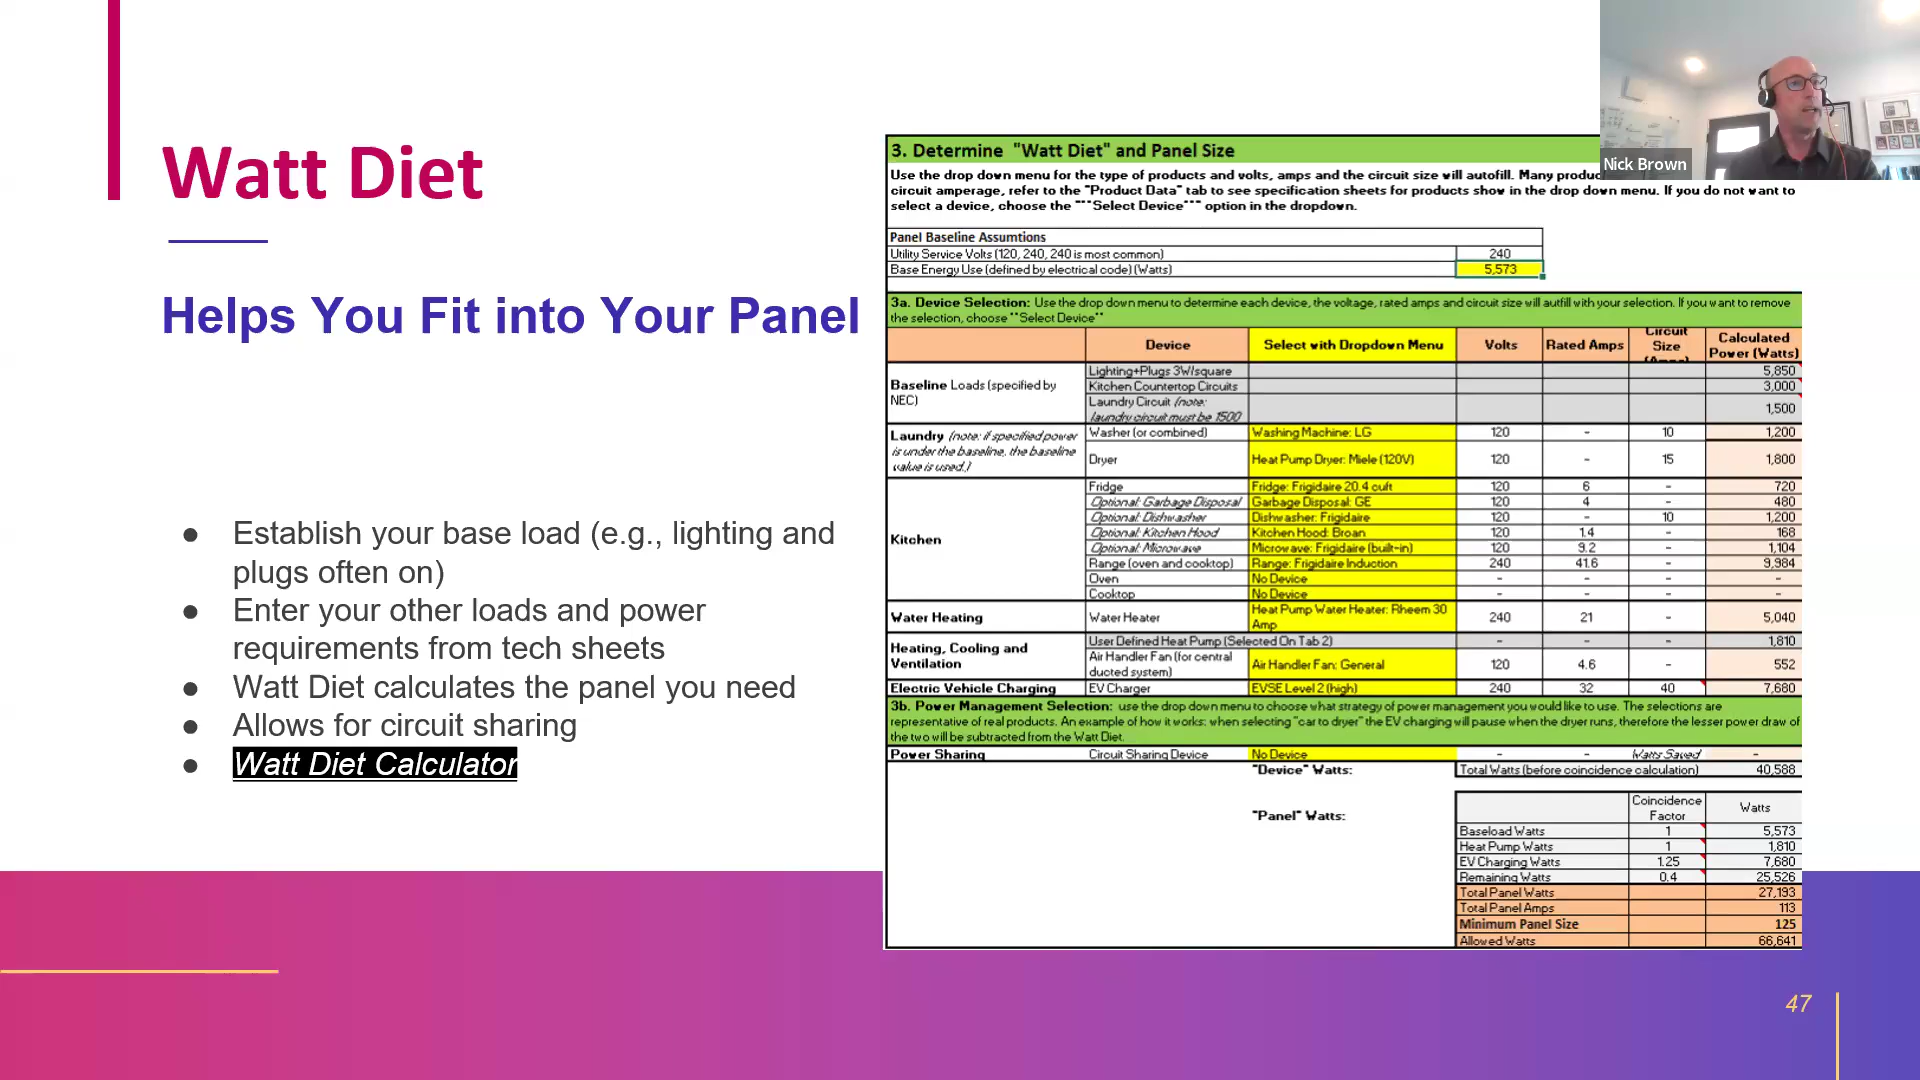 Watt Diet
Helps You Fit into Your Panel
● Establish your base load (e.g., lighting and
plugs often on)
● Enter your other loads and power
requirements from tech sheets
● Watt Diet calculates the panel you need
● Allows for circuit sharing
● Watt Diet Calculator
3. Determine "Watt Diet" and Panel Size
Use the drop down menu for the type of products and volts, amps and the circuit size will autofill. Many
circuit amperage, refer to the "Product Data" tab to see specification sheets for products show in the drop down menu. If you do not want to
select a device, choose the ""Select Device"" option in the dropdown.
Panel Baseline Assumtions
Utility Service Volts (120, 240, 240 is most common) 240
Base Energy Use (defined by electrical code) (Watts) 5,573
3a. Device Selection: Use the drop down menu to determine each device, the voltage, rated amps and circuit size will autfill with your selection. If you want to remove
the selection, choose ""Select Device""
Device Select with Dropdown Menu Volts Rated Amps Circuit Size (Amps) Calculated Power (Watts)
Baseline Loads (specified by NEC)
Lighting+Plugs 3W/square 5,850
Kitchen Countertop Circuits 3,000
Laundry Circuit (note: laundry circuit must be 1500 1,500
Laundry (note: if specified power is under the baseline, the baseline value is used.)
Washer (or combined) Washing Machine: LG 120 - 10 1,200
Dryer Heat Pump Dryer: Miele (120V) 120 - 15 1,800
Kitchen
Fridge Fridge: Frigidaire 20.4 cuft 120 6 - 720
Optional: Garbage Disposal Garbage Disposal: GE 120 4 - 480
Optional: Dishwasher Dishwasher: Frigidaire 120 - 10 1,200
Optional: Kitchen Hood Kitchen Hood: Broan 120 1.4 - 168
Optional: Microwave Microwave: Frigidaire (built-in) 120 9.2 - 1,104
Range (oven and cooktop) Range: Frigidaire Induction 240 41.6 - 9,984
Oven No Device - - - -
Cooktop No Device - - - -
Water Heating Water Heater Heat Pump Water Heater: Rheem 30 Amp 240 21 - 5,040
Heating, Cooling and Ventilation
User Defined Heat Pump (Selected On Tab 2) - - - 1,810
Air Handler Fan (for central ducted system) Air Handler Fan: General 120 4.6 - 552
Electric Vehicle Charging EV Charger EVSE Level 2 (high) 240 32 40 7,680
3b. Power Management Selection: use the drop down menu to choose what strategy of power management you would like to use. The selections are
representative of real products. An example of how it works: when selecting "car to dryer" the EV charging will pause when the dryer runs, therefore the lesser power draw of
the two will be subtracted from the Watt Diet.
Power Sharing Circuit Sharing Device No Device - - Watts Saved -
"Device" Watts: Total Watts (before coincidence calculation) 40,588
"Panel" Watts:
Coincidence Factor Watts
Baseload Watts 1 5,573
Heat Pump Watts 1 1,810
EV Charging Watts 1.25 7,680
Remaining Watts 0.4 25,526
Total Panel Watts 27,193
Total Panel Amps 113
Minimum Panel Size 125
Allowed Watts 66,641
Nick Brown
47